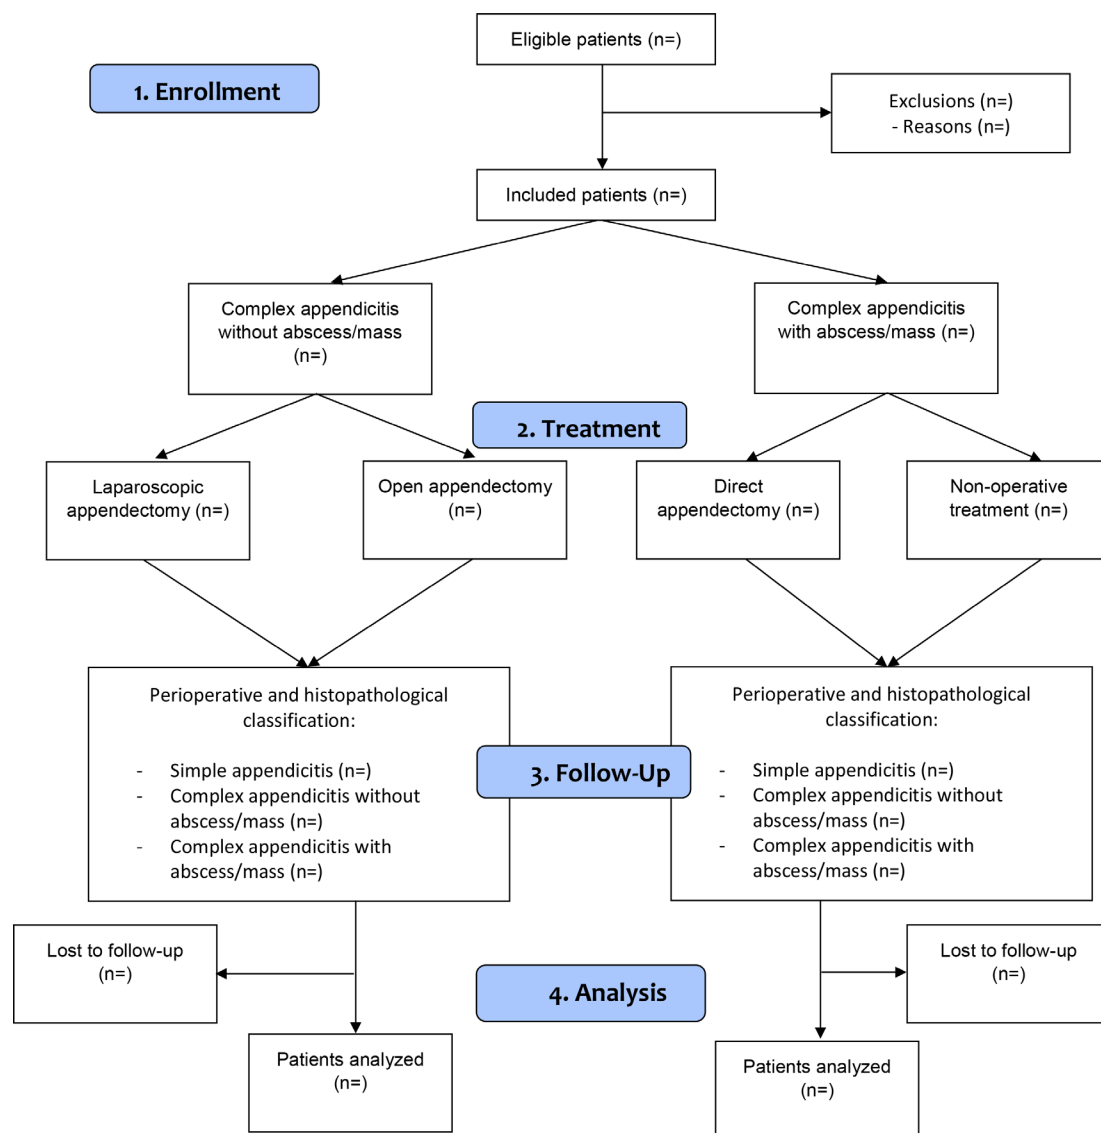 Eligible patients (n=)
1. Enrollment
Exclusions (n=)
- Reasons (n=)
Included patients (n=)
Complex appendicitis
without abscess/mass
(n=)
Complex appendicitis
with abscess/mass (n=)
2. Treatment
Laparoscopic
appendectomy (n=)
Open appendectomy
(n=)
Direct
appendectomy (n=)
Non-operative
treatment (n=)
Perioperative and histopathological
classification:
- Simple appendicitis (n=)
- Complex appendicitis without
abscess/mass (n=)
- Complex appendicitis with
abscess/mass (n=)
Perioperative and histopathological
classification:
- Simple appendicitis (n=)
- Complex appendicitis without
abscess/mass (n=)
- Complex appendicitis with
abscess/mass (n=)
3. Follow-Up
Lost to follow-up
(n=)
Lost to follow-up
(n=)
4. Analysis
Patients analyzed
(n=)
Patients analyzed
(n=)